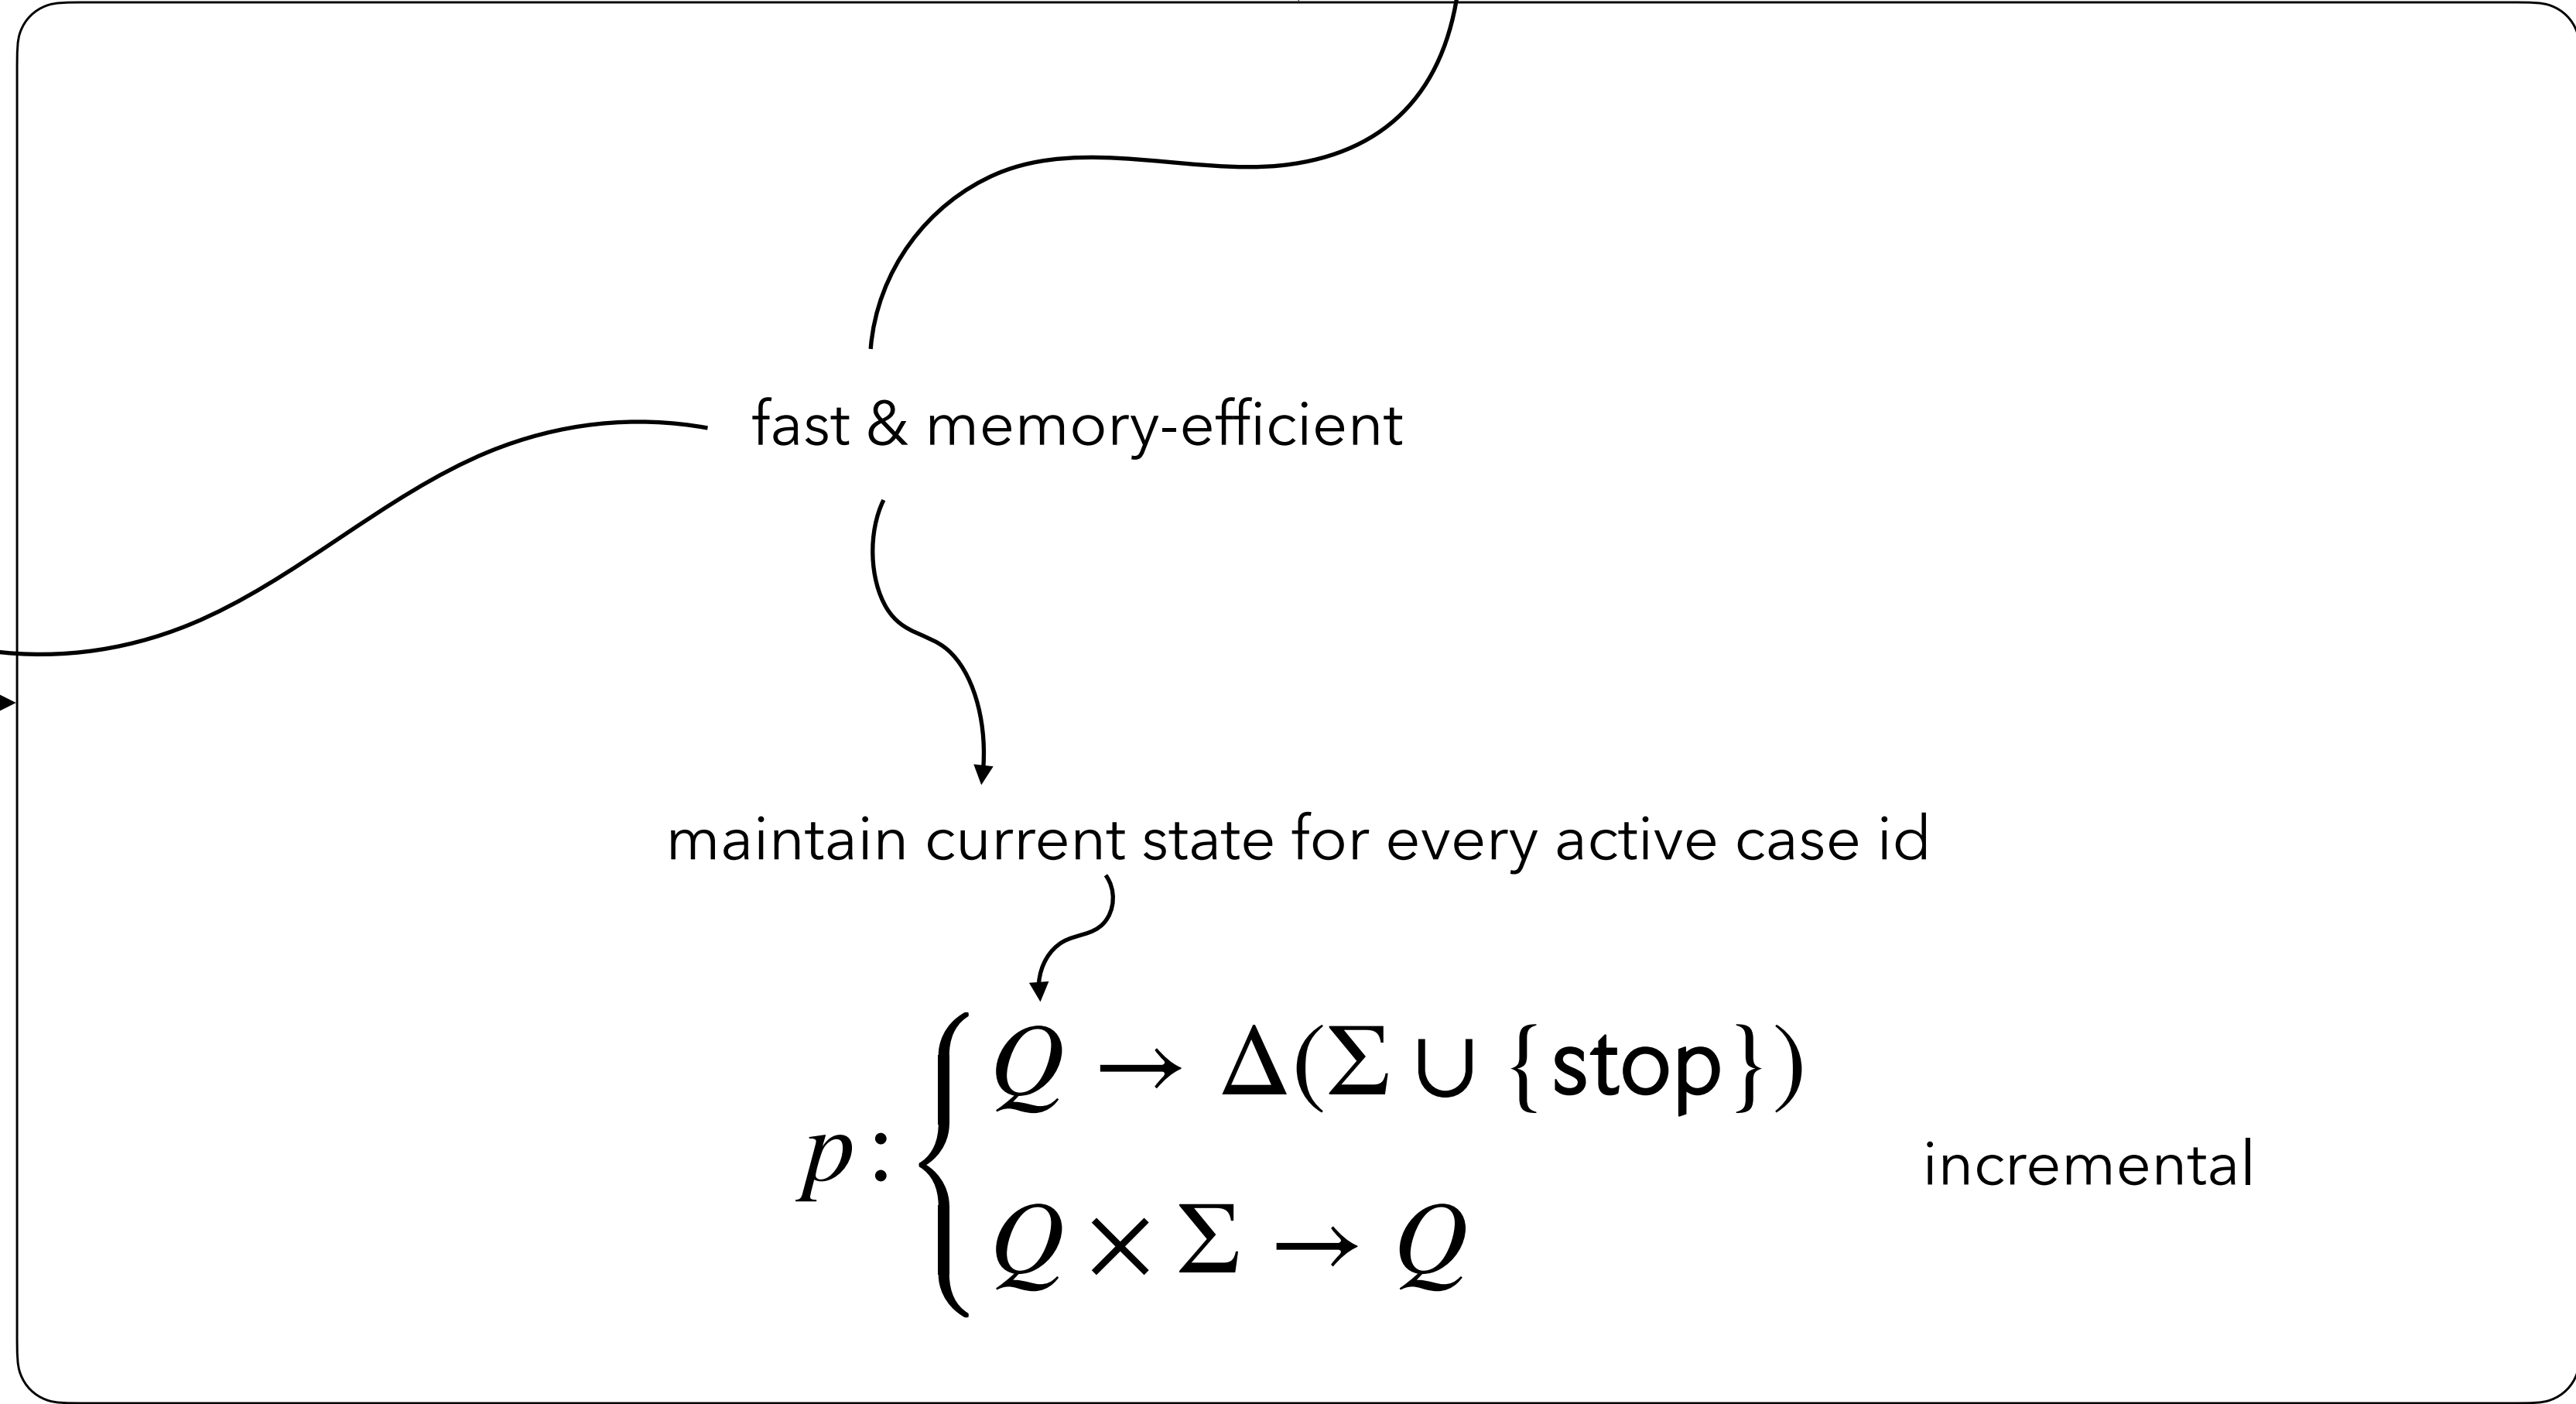 fast & memory-efficient
maintain current state for every active case id
p: { Q → Δ(Σ ∪ {stop})
Q × Σ → Q
incremental